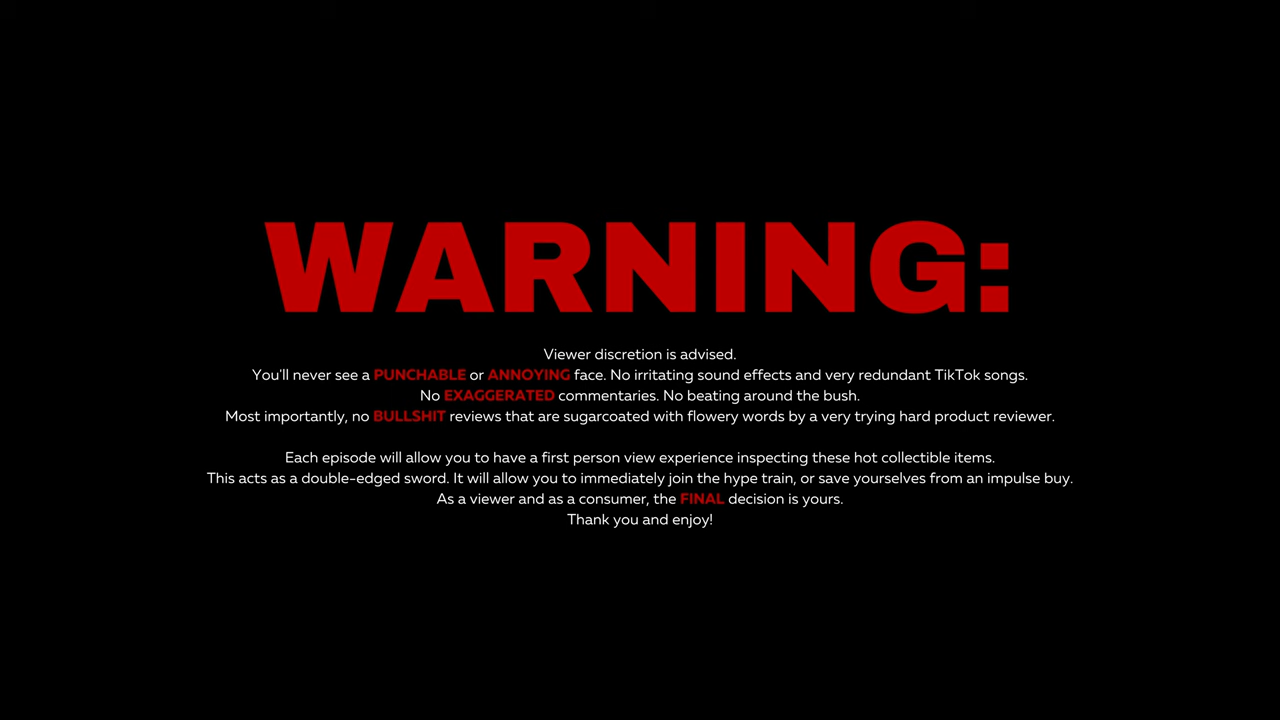 WARNING:
Viewer discretion is advised.
You'll never see a PUNCHABLE or ANNOYING face. No irritating sound effects and very redundant TikTok songs.
No EXAGGERATED commentaries. No beating around the bush.
Most importantly, no BULLSHIT reviews that are sugarcoated with flowery words by a very trying hard product reviewer.
Each episode will allow you to have a first person view experience inspecting these hot collectible items.
This acts as a double-edged sword. It will allow you to immediately join the hype train, or save yourselves from an impulse buy.
As a viewer and as a consumer, the FINAL decision is yours.
Thank you and enjoy!